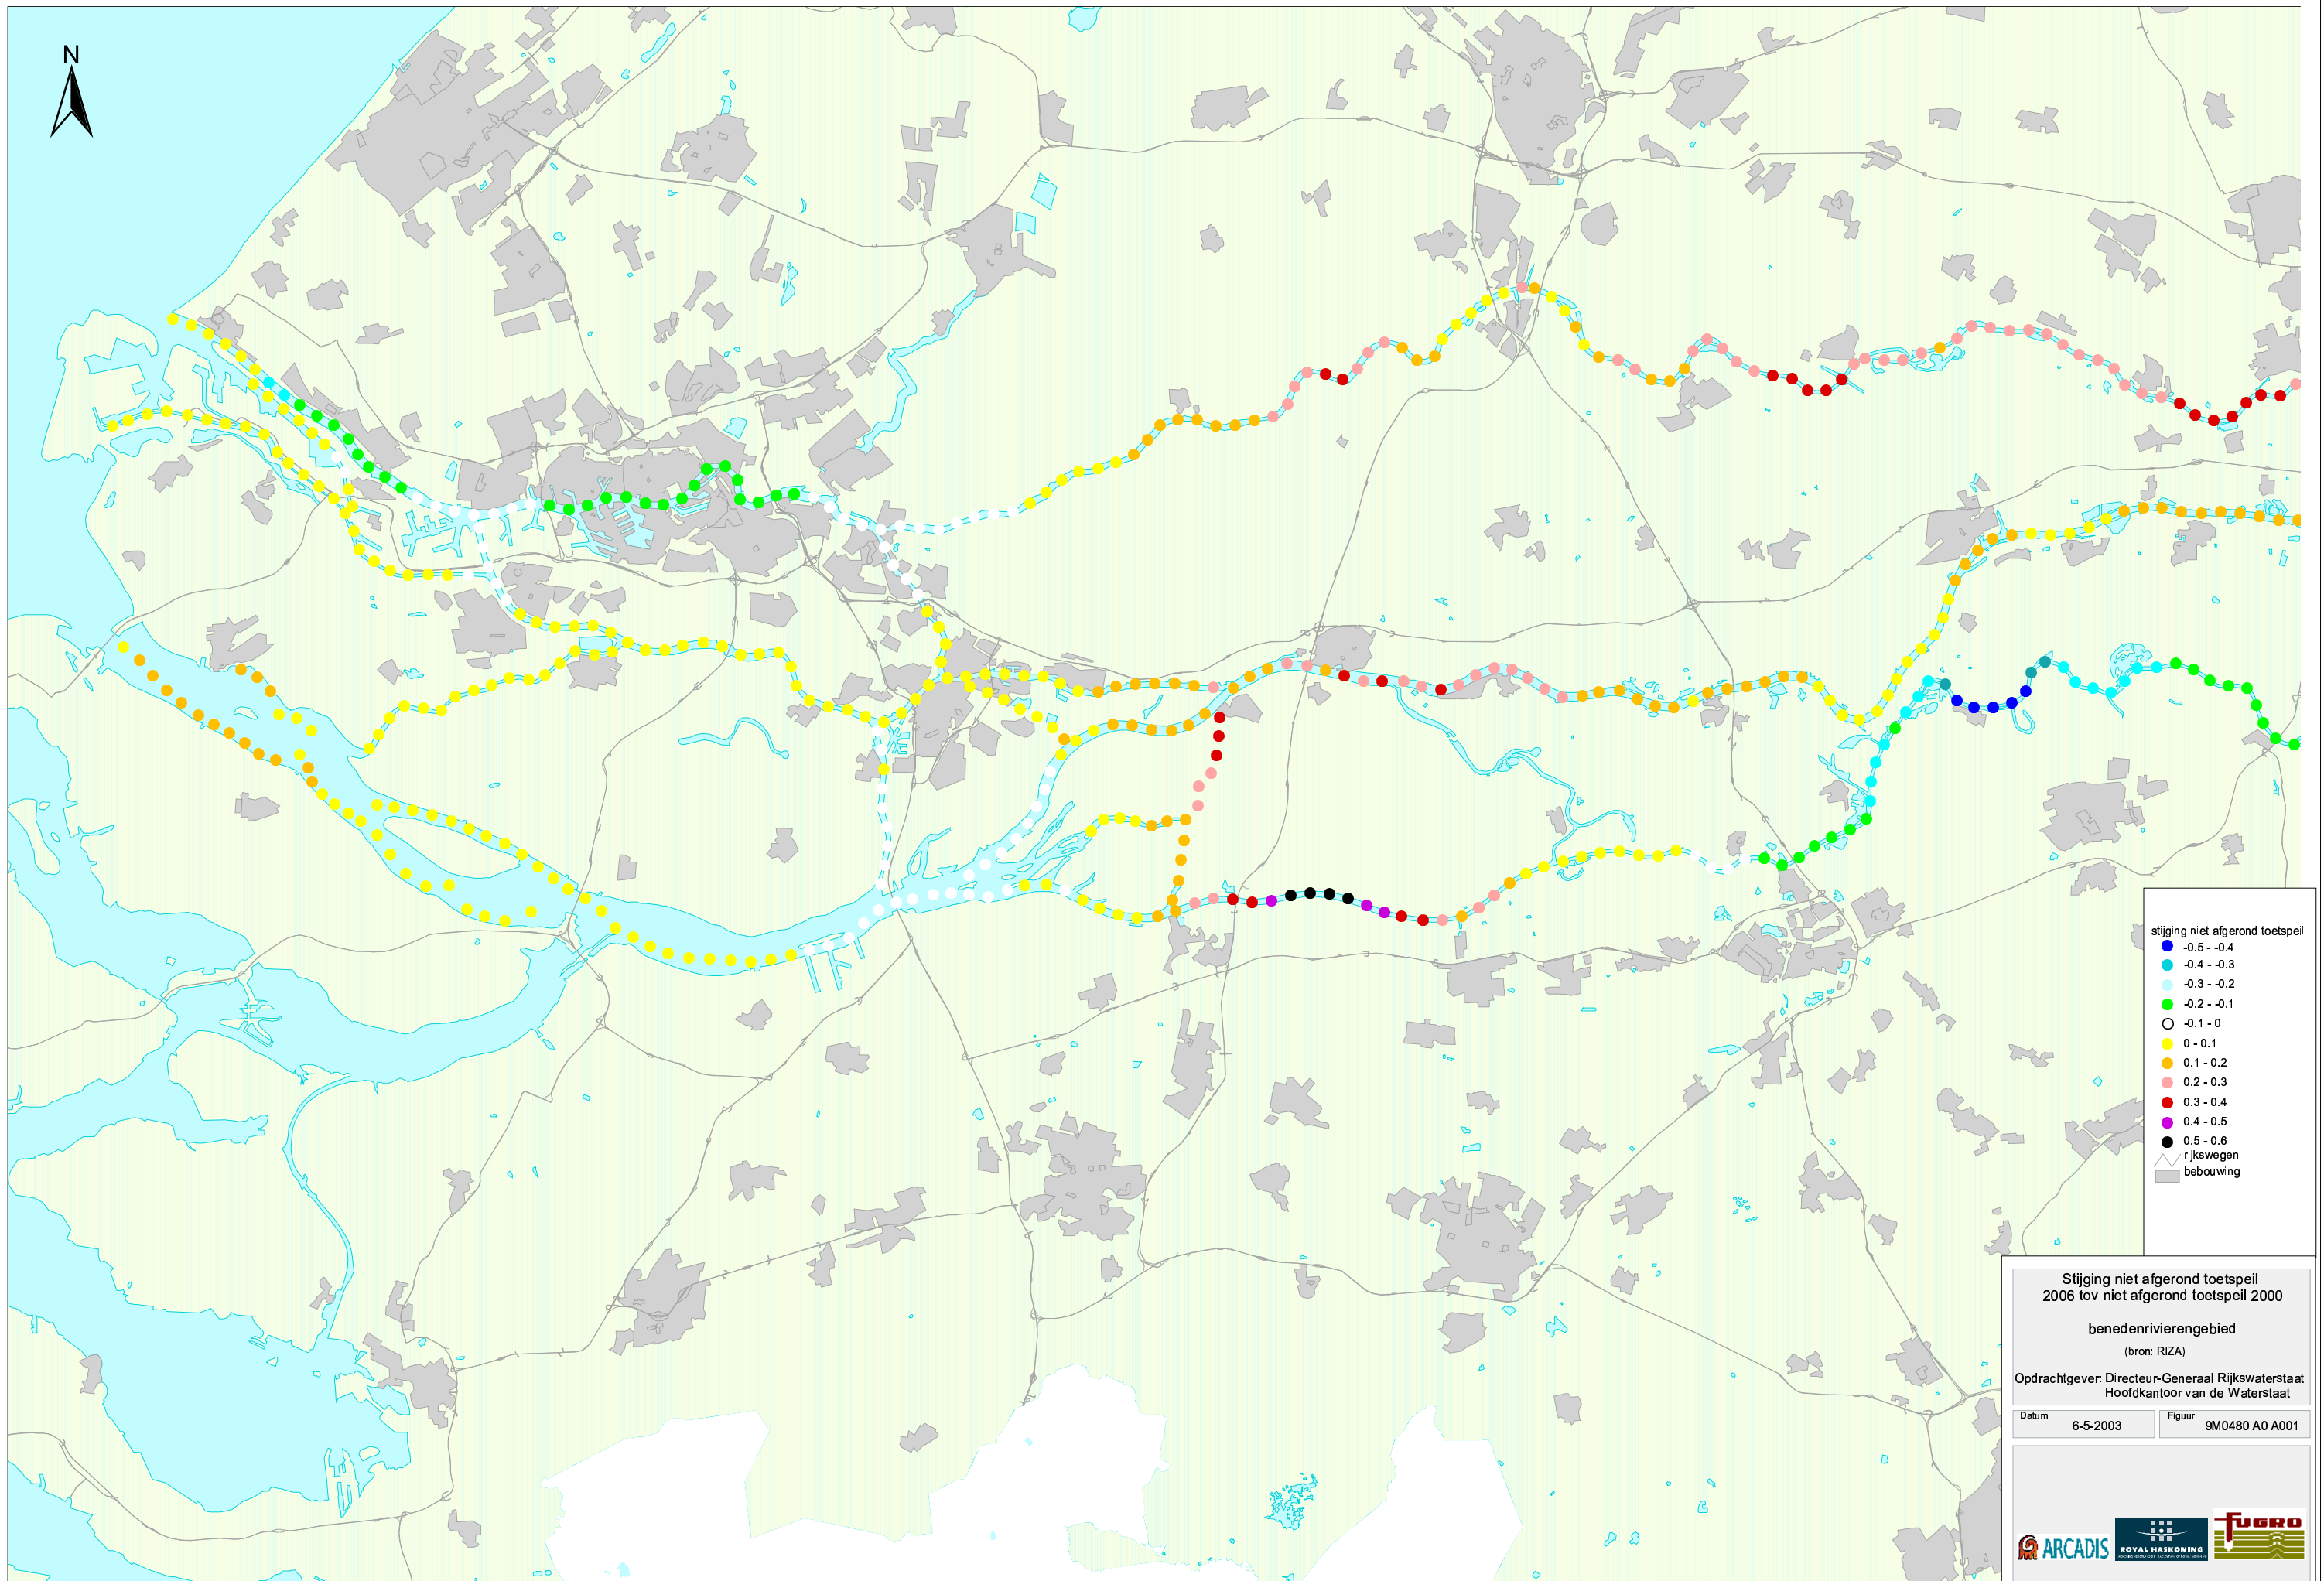 N
stijging niet afgerond toetspeil
-0.5 - -0.4
-0.4 - -0.3
-0.3 - -0.2
-0.2 - -0.1
-0.1 - 0
0 - 0.1
0.1 - 0.2
0.2 - 0.3
0.3 - 0.4
0.4 - 0.5
0.5 - 0.6
rijkswegen
bebouwing
Stijging niet afgerond toetspeil
2006 tov niet afgerond toetspeil 2000
benedenrivierengebied
(bron: RIZA)
Opdrachtgever: Directeur-Generaal Rijkswaterstaat
Hoofdkantoor van de Waterstaat
Datum: 6-5-2003
Figuur: 9M0480.A0 A001
ARCADIS
ROYAL HASKONING
FUGRO